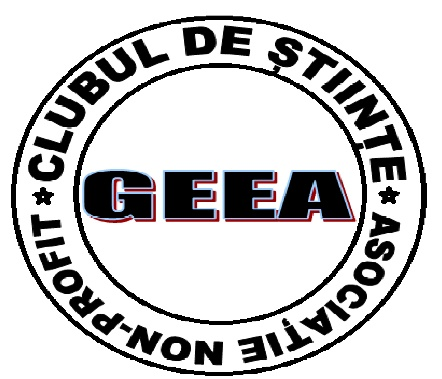 CLUBUL DE ȘTIINȚE
GEEA
* ASOCIAȚIE NON-PROFIT *